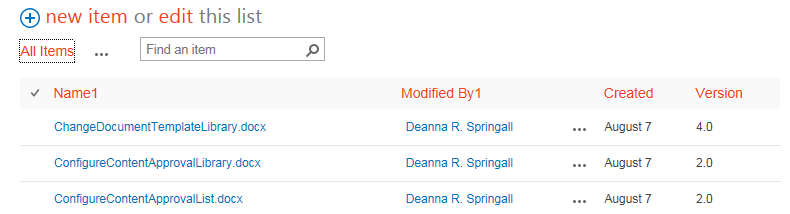 new item or edit this list
All Items ... Find an item
Name1 Modified By1 Created Version
ChangeDocumentTemplateLibrary.docx Deanna R. Springall ... August 7 4.0
ConfigureContentApprovalLibrary.docx Deanna R. Springall ... August 7 2.0
ConfigureContentApprovalList.docx Deanna R. Springall ... August 7 2.0